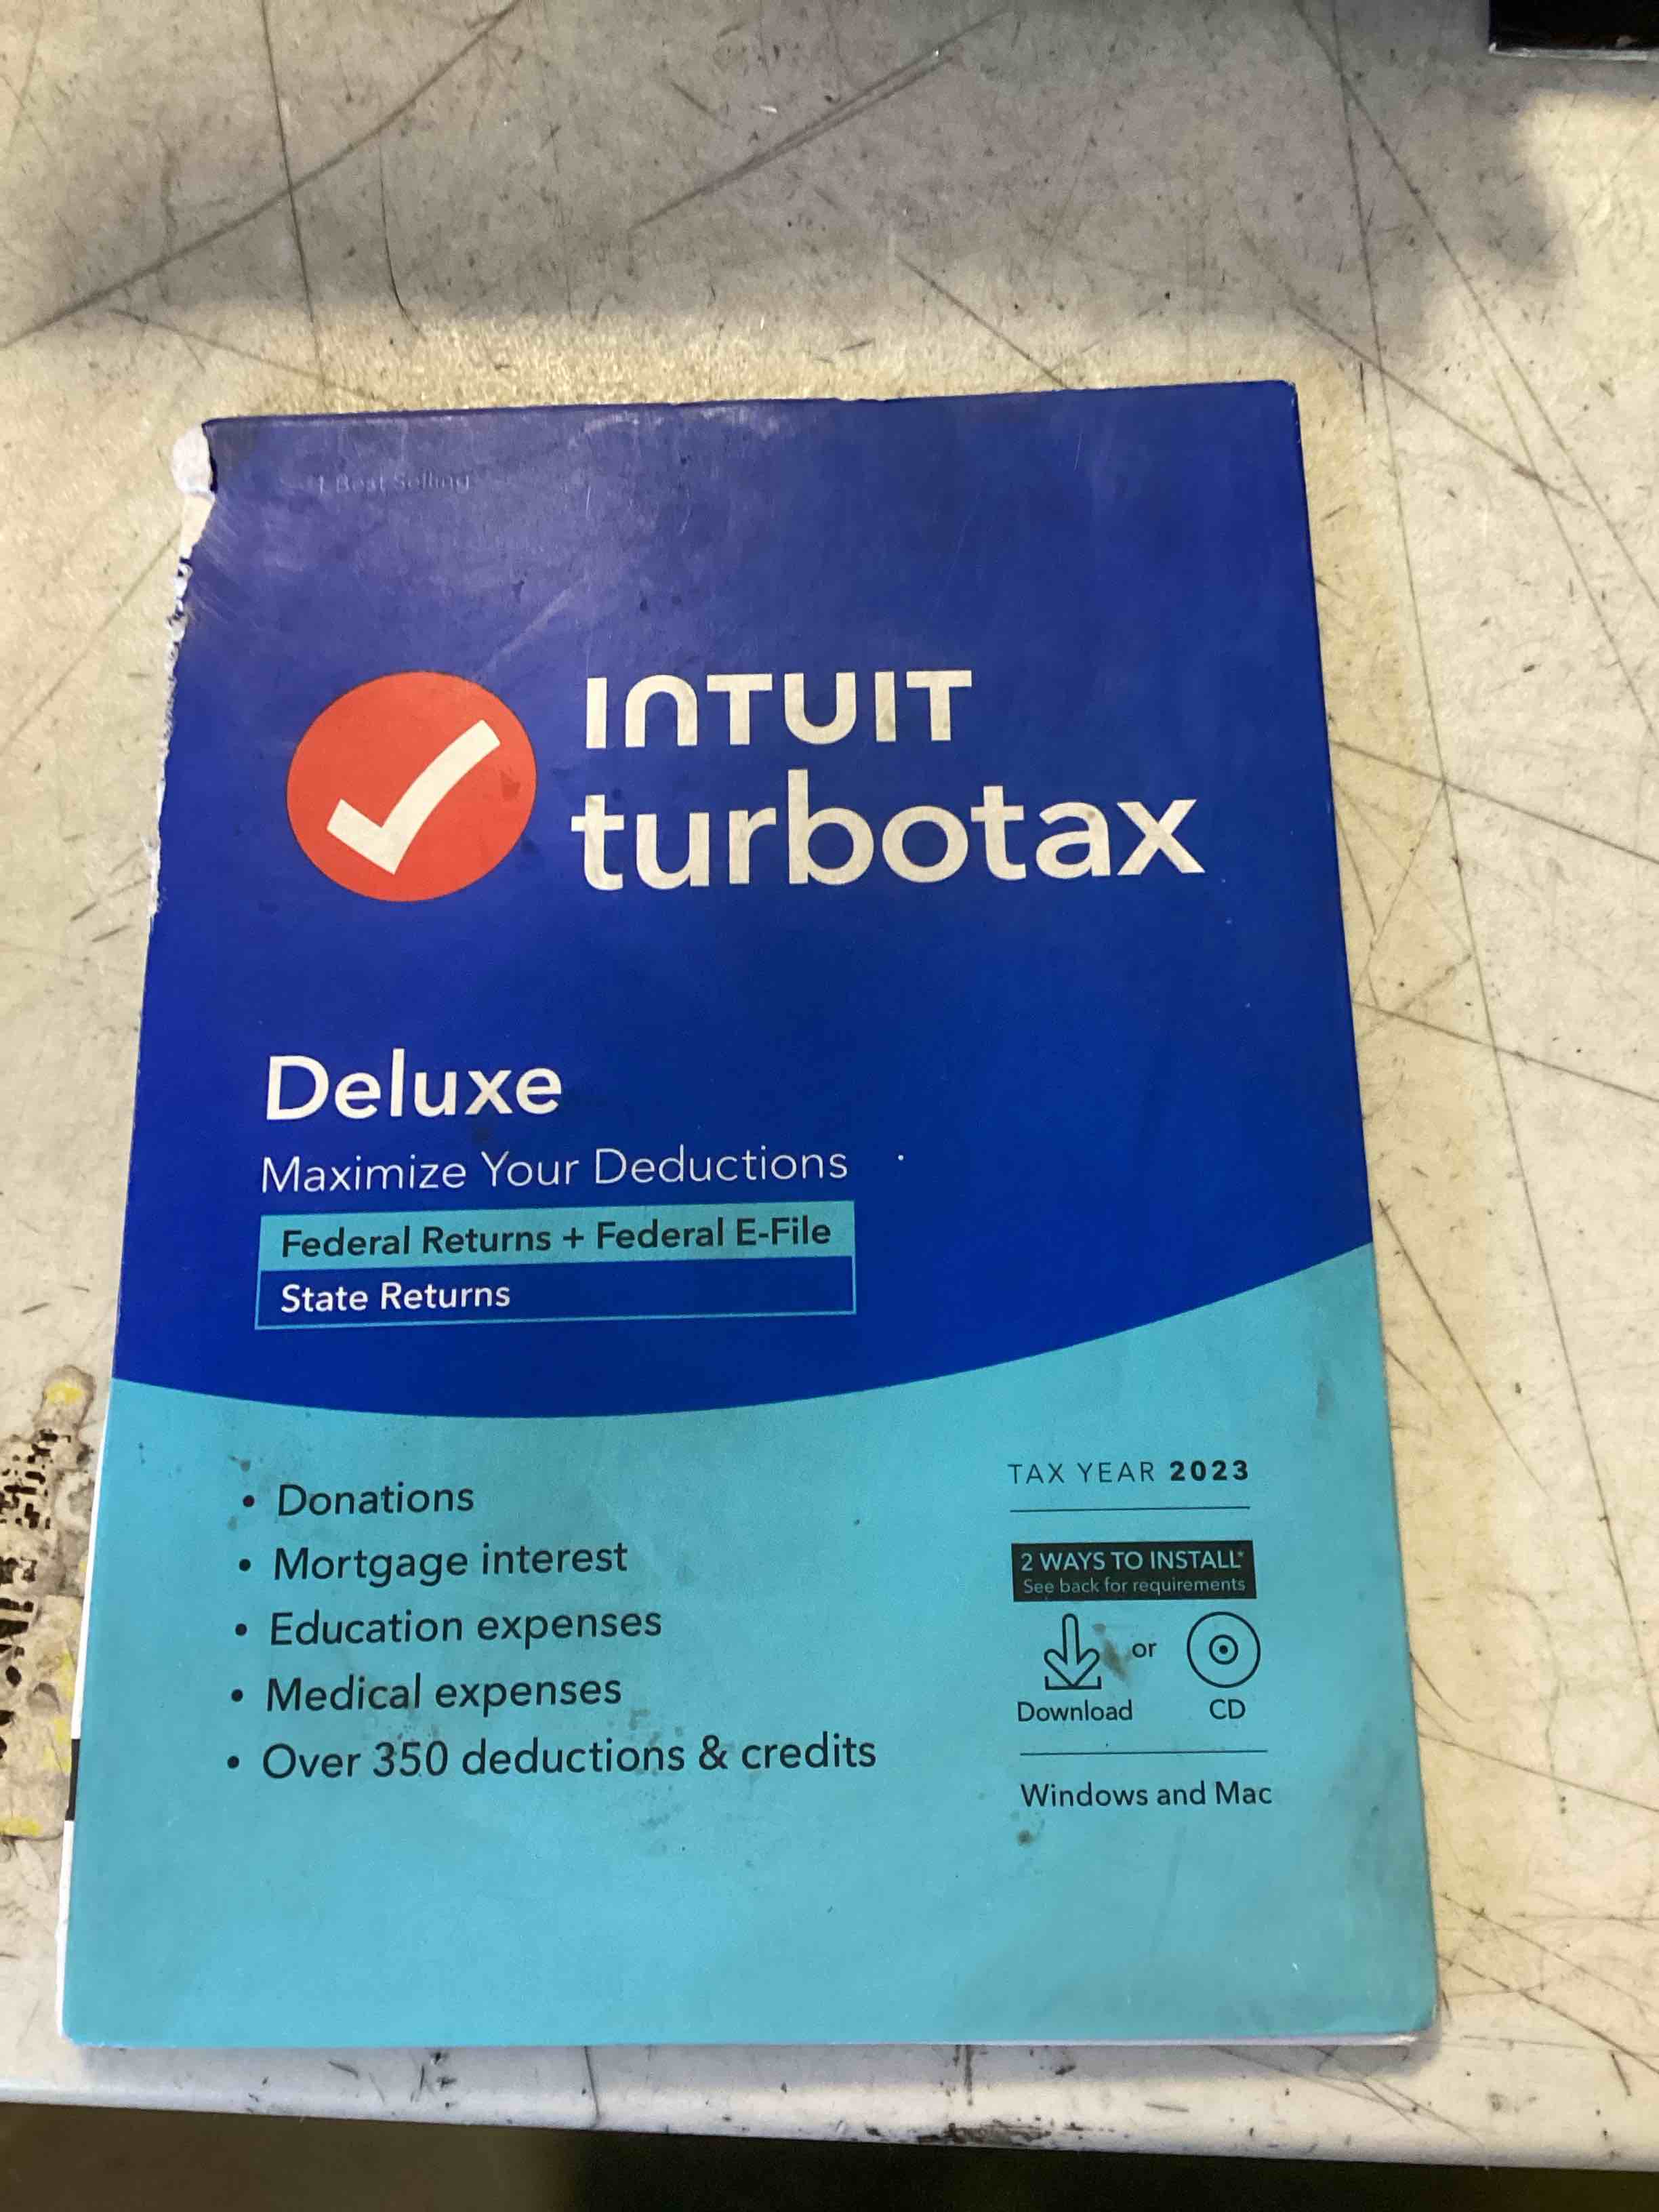 Best Selling
INTUIT
turbotax
Deluxe
Maximize Your Deductions
Federal Returns + Federal E-File
State Returns
• Donations
• Mortgage interest
• Education expenses
• Medical expenses
• Over 350 deductions & credits
TAX YEAR 2023
2 WAYS TO INSTALL*
See back for requirements
or
Download
CD
Windows and Mac